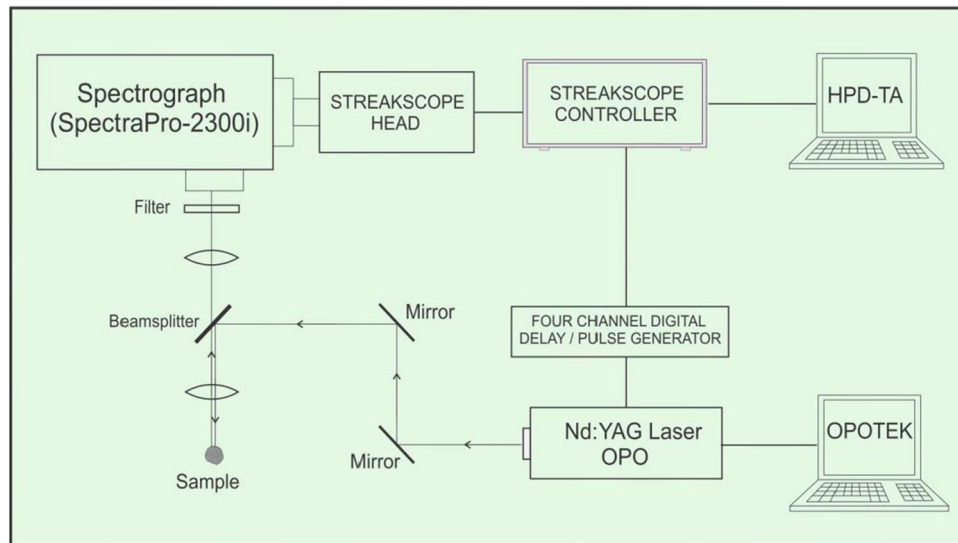 Spectrograph
(SpectraPro-2300i)
STREAKSCOPE
HEAD
STREAKSCOPE
CONTROLLER
HPD-TA
Filter
Beamsplitter
Mirror
FOUR CHANNEL DIGITAL
DELAY / PULSE GENERATOR
Mirror
Nd:YAG Laser
OPO
OPOTEK
Sample